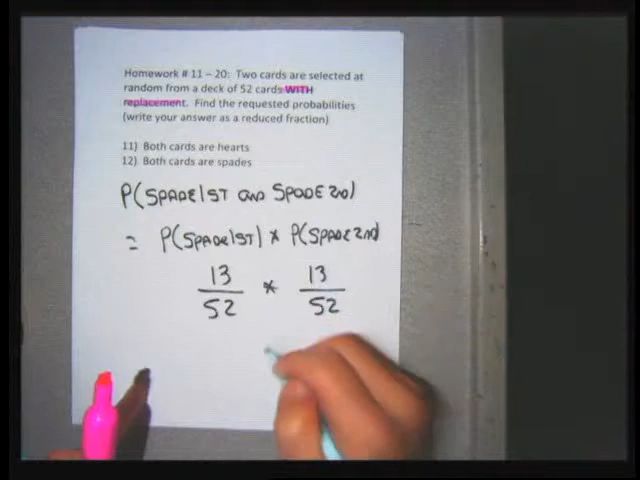 Homework # 11 – 20: Two cards are selected at
random from a deck of 52 cards WITH
replacement. Find the requested probabilities
(write your answer as a reduced fraction)
11) Both cards are hearts
12) Both cards are spades
P(SPADE 1ST AND SPADE 2ND)
= P(SPADE 1ST) * P(SPADE 2ND)
13 / 52 * 13 / 52